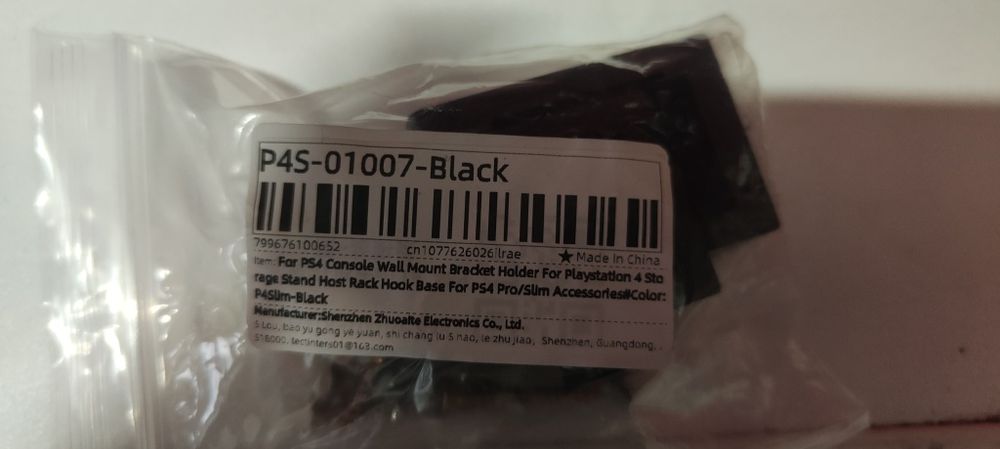 P4S-01007-Black
799676100652 cn1077626026lrae ★ Made In China
Item: For PS4 Console Wall Mount Bracket Holder For Playstation 4 Sto
rage Stand Host Rack Hook Base For PS4 Pro/Slim Accessories#Color:
P4Slim-Black
Manufacturer:Shenzhen Zhuoaite Electronics Co., Ltd.
5 Lou, bao yu gong ye yuan, shi chang lu 5 hao, le zhu jiao, Shenzhen, Guangdong, .
518000, tectinters01@163.com